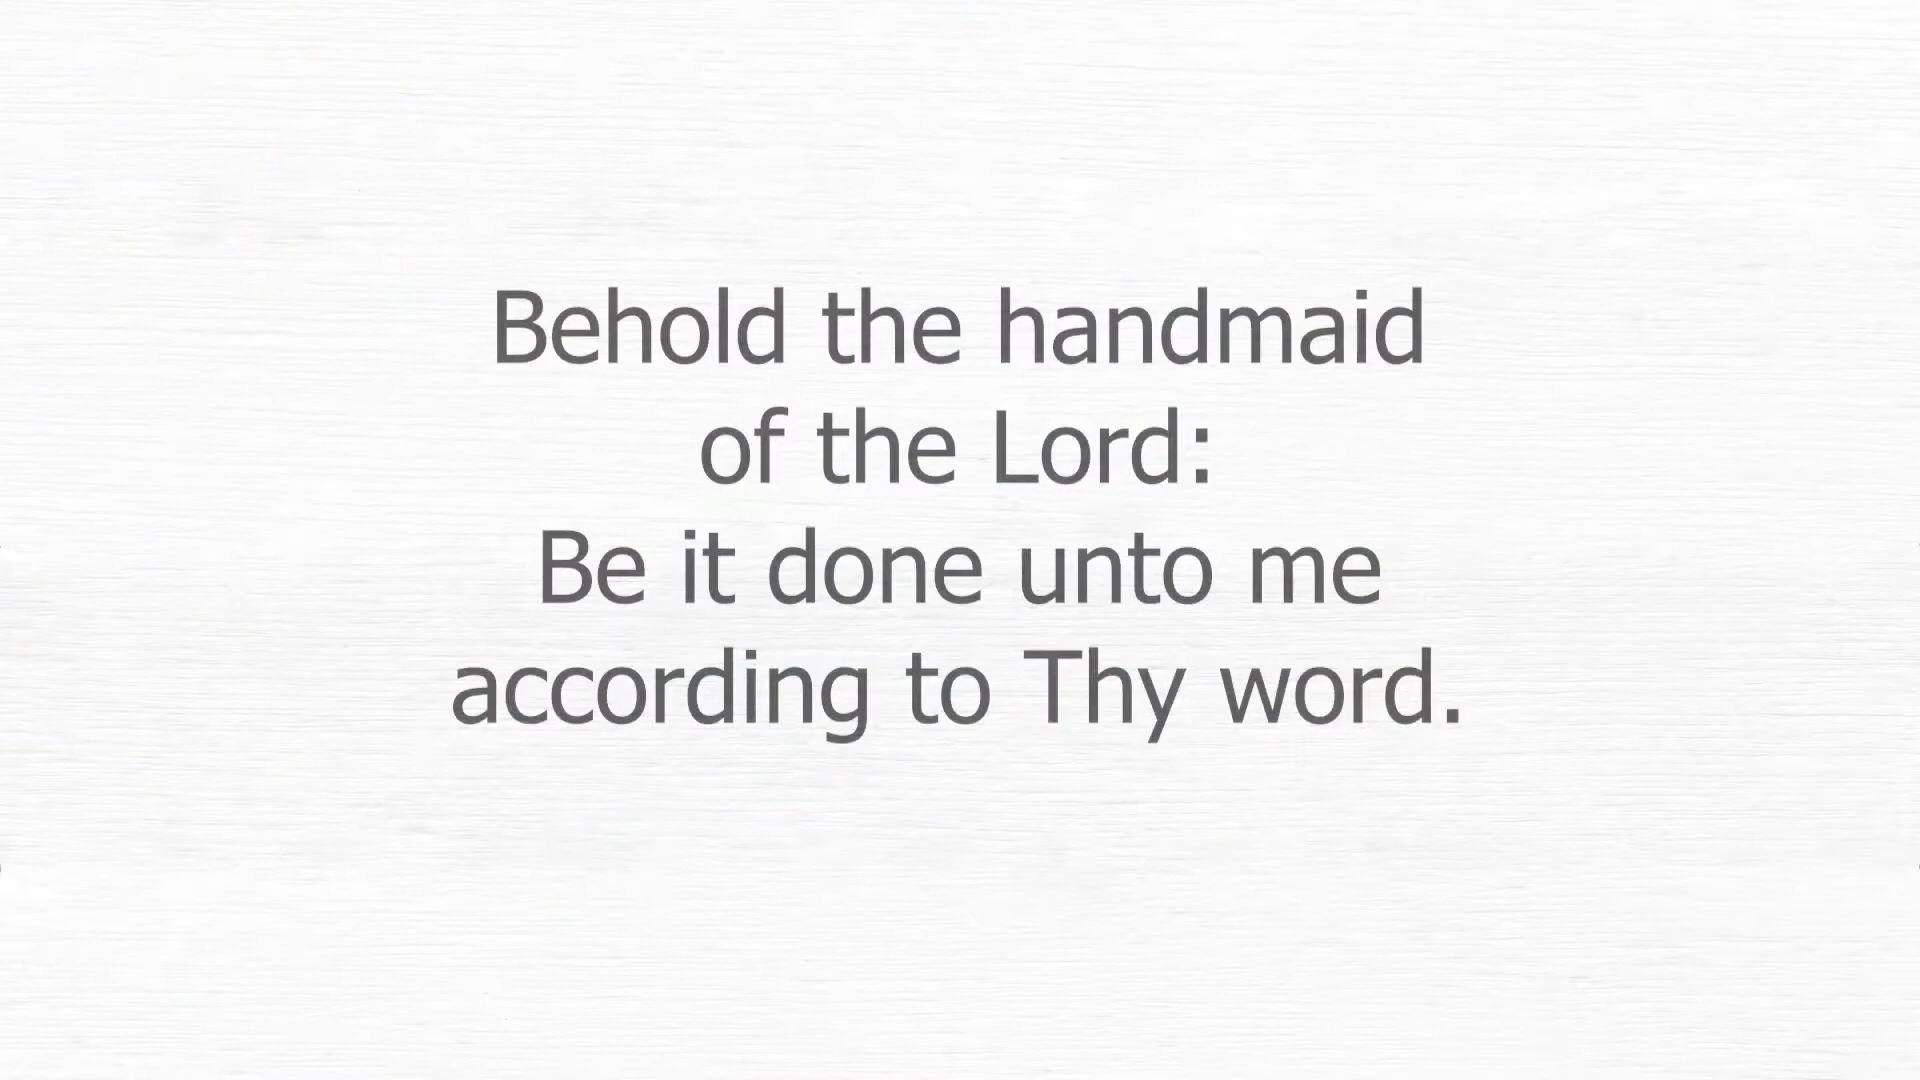 Behold the handmaid
of the Lord:
Be it done unto me
according to Thy word.